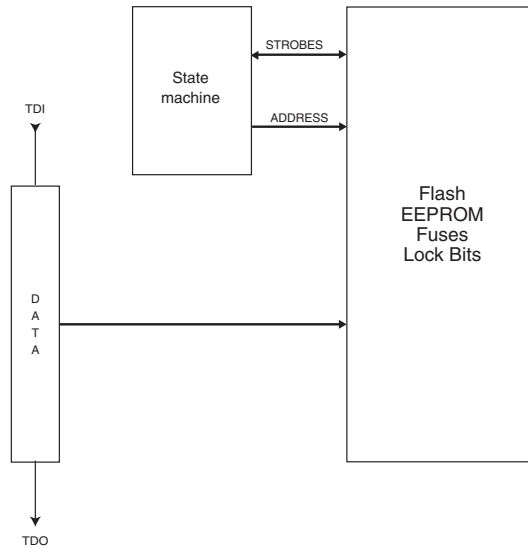 STROBES
State
machine
ADDRESS
TDI
Flash
EEPROM
Fuses
Lock Bits
D
A
T
A
TDO